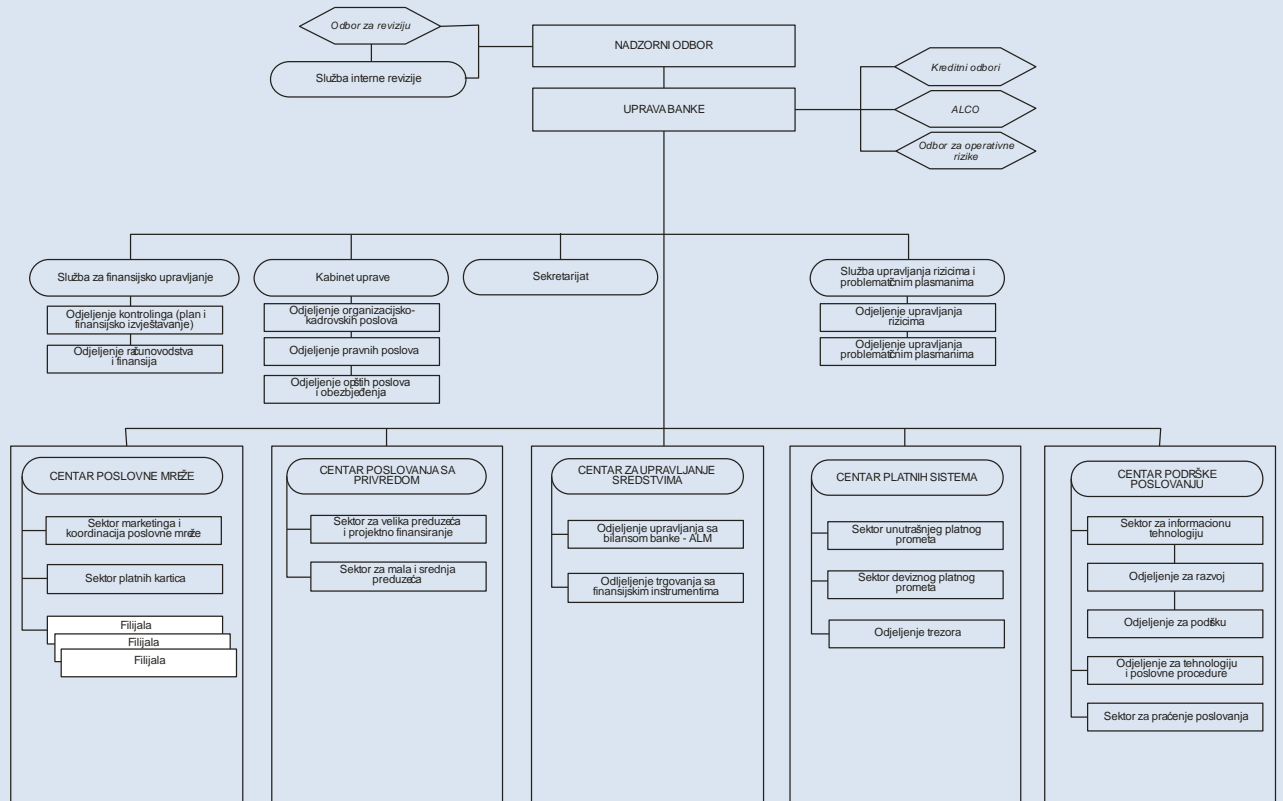 Odbor za reviziju
Služba interne revizije
NADZORNI ODBOR
UPRAVA BANKE
Kreditni odbori
ALCO
Odbor za operativne
rizike
Služba za finansijsko upravljanje
Odjeljenje kontrolinga (plan i
finansijsko izvještavanje)
Odjeljenje računovodstva
i finansija
Kabinet uprave
Odjeljenje organizacijsko-
kadrovskih poslova
Odjeljenje pravnih poslova
Odjeljenje opštih poslova
i obezbjeđenja
Sekretarijat
Služba upravljanja rizicima i
problematičnim plasmanima
Odjeljenje upravljanja
rizicima
Odjeljenje upravljanja
problematičnim plasmanima
CENTAR POSLOVNE MREŽE
Sektor marketinga i
koordinacija poslovne mreže
Sektor platnih kartica
Filijala
Filijala
Filijala
CENTAR POSLOVANJA SA
PRIVREDOM
Sektor za velika preduzeća
i projektno finansiranje
Sektor za mala i srednja
preduzeća
CENTAR ZA UPRAVLJANJE
SREDSTVIMA
Odjeljenje upravljanja sa
bilansom banke - ALM
Odljeljenje trgovanja sa
finansijskim instrumentima
CENTAR PLATNIH SISTEMA
Sektor unutrašnjeg platnog
prometa
Sektor deviznog platnog
prometa
Odjeljenje trezora
CENTAR PODRŠKE
POSLOVANJU
Sektor za informacionu
tehnologiju
Odjeljenje za razvoj
Odjeljenje za podršku
Odjeljenje za tehnologiju
i poslovne procedure
Sektor za praćenje poslovanja